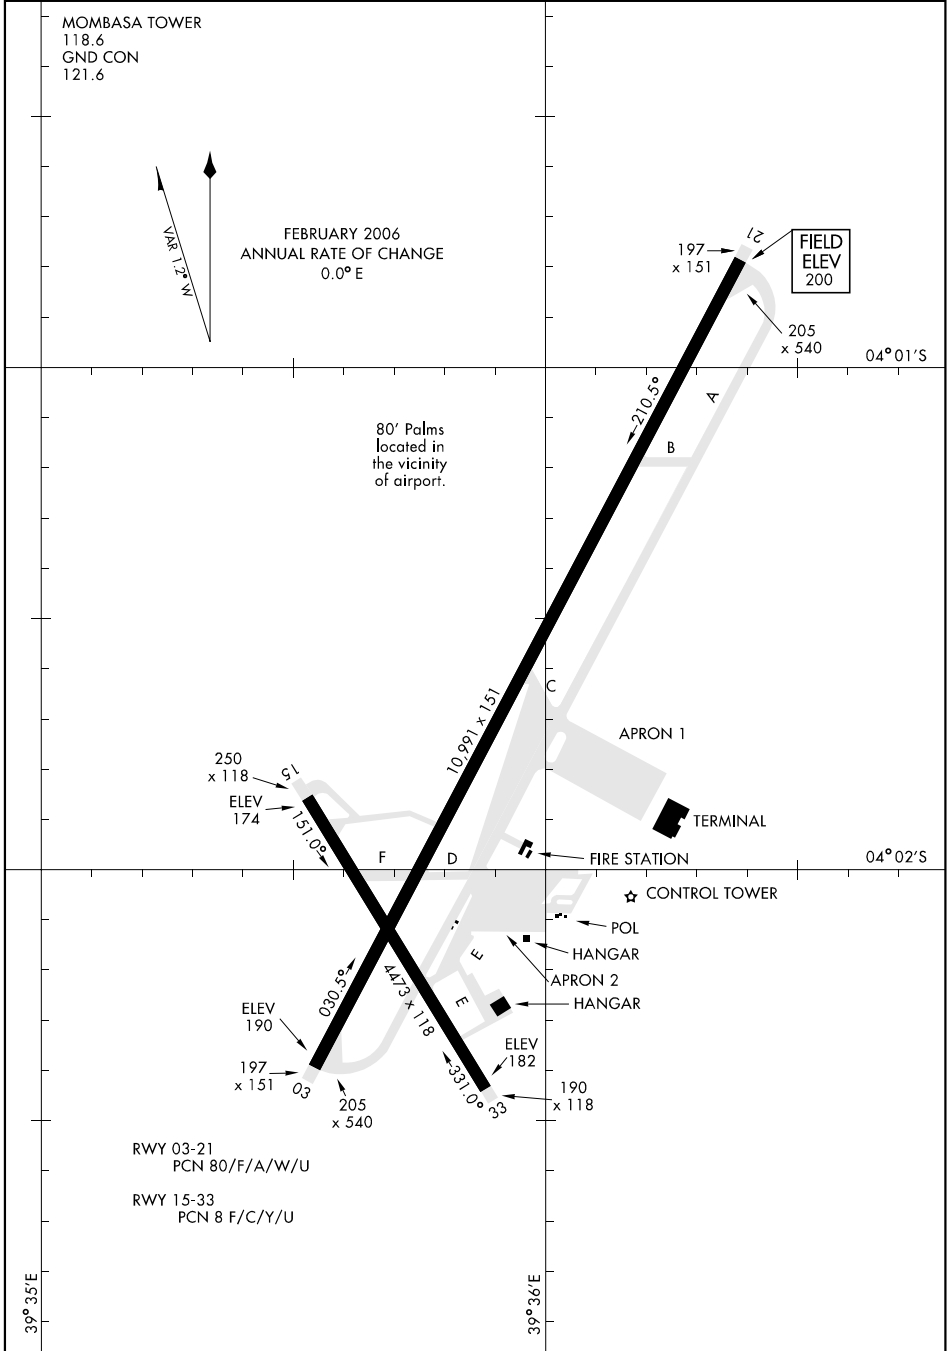 MOMBASA TOWER
118.6
GND CON
121.6
VAR 1.2° W
FEBRUARY 2006
ANNUAL RATE OF CHANGE
0.0° E
21
197
x 151
FIELD
ELEV
200
205
x 540
04° 01'S
210.5°
A
B
80' Palms
located in
the vicinity
of airport.
C
10,991 x 151
APRON 1
250
x 118
15
ELEV
174
151.0°
TERMINAL
F
D
FIRE STATION
04° 02'S
CONTROL TOWER
POL
HANGAR
E
APRON 2
030.5°
4473 x 118
E
HANGAR
ELEV
190
ELEV
182
197
x 151
03
205
x 540
331.0°
33
190
x 118
RWY 03-21
PCN 80/F/A/W/U
RWY 15-33
PCN 8 F/C/Y/U
39° 35'E
39° 36'E